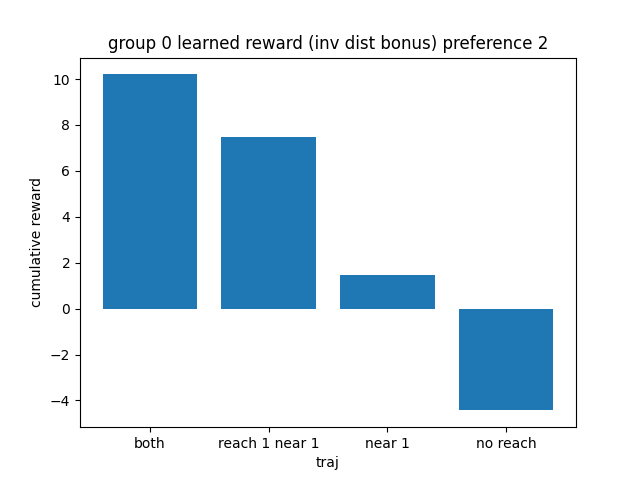 group 0 learned reward (inv dist bonus) preference 2
10
8
6
4
2
0
−2
−4
cumulative reward
both
reach 1 near 1
near 1
no reach
traj